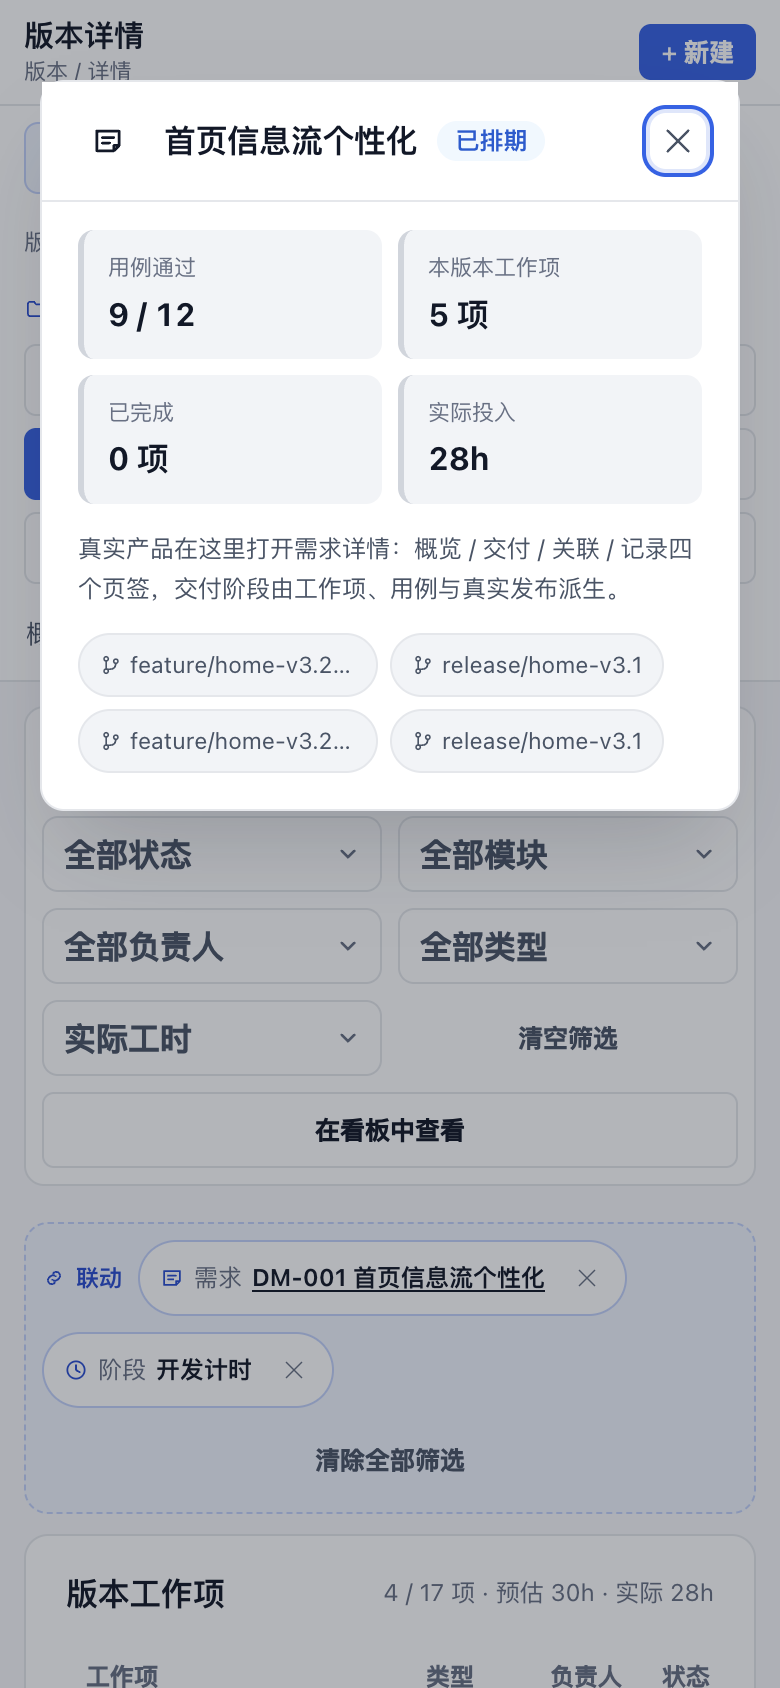 版本详情
版本 / 详情
+ 新建
首页信息流个性化
已排期
版
用例通过
9 / 12
本版本工作项
5 项
已完成
0 项
实际投入
28h
真实产品在这里打开需求详情：概览 / 交付 / 关联 / 记录四
个页签，交付阶段由工作项、用例与真实发布派生。
feature/home-v3.2...
release/home-v3.1
feature/home-v3.2...
release/home-v3.1
全部状态
全部模块
全部负责人
全部类型
实际工时
清空筛选
在看板中查看
联动
需求 DM-001 首页信息流个性化
阶段 开发计时
清除全部筛选
版本工作项
4 / 17 项 · 预估 30h · 实际 28h
工作项 类型 负责人 状态